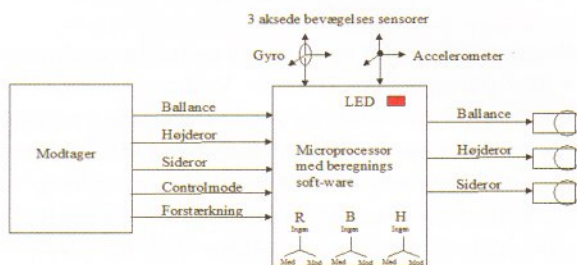 3 aksede bevægelses sensorer
Gyro
Accelerometer
LED
Modtager
Ballance
Højderor
Sideror
Controlmode
Forstærkning
Microprocessor
med beregnings
soft-ware
R B H
Ingen Ingen Ingen
Med Mod Med Mod Med Mod
Ballance
Højderor
Sideror